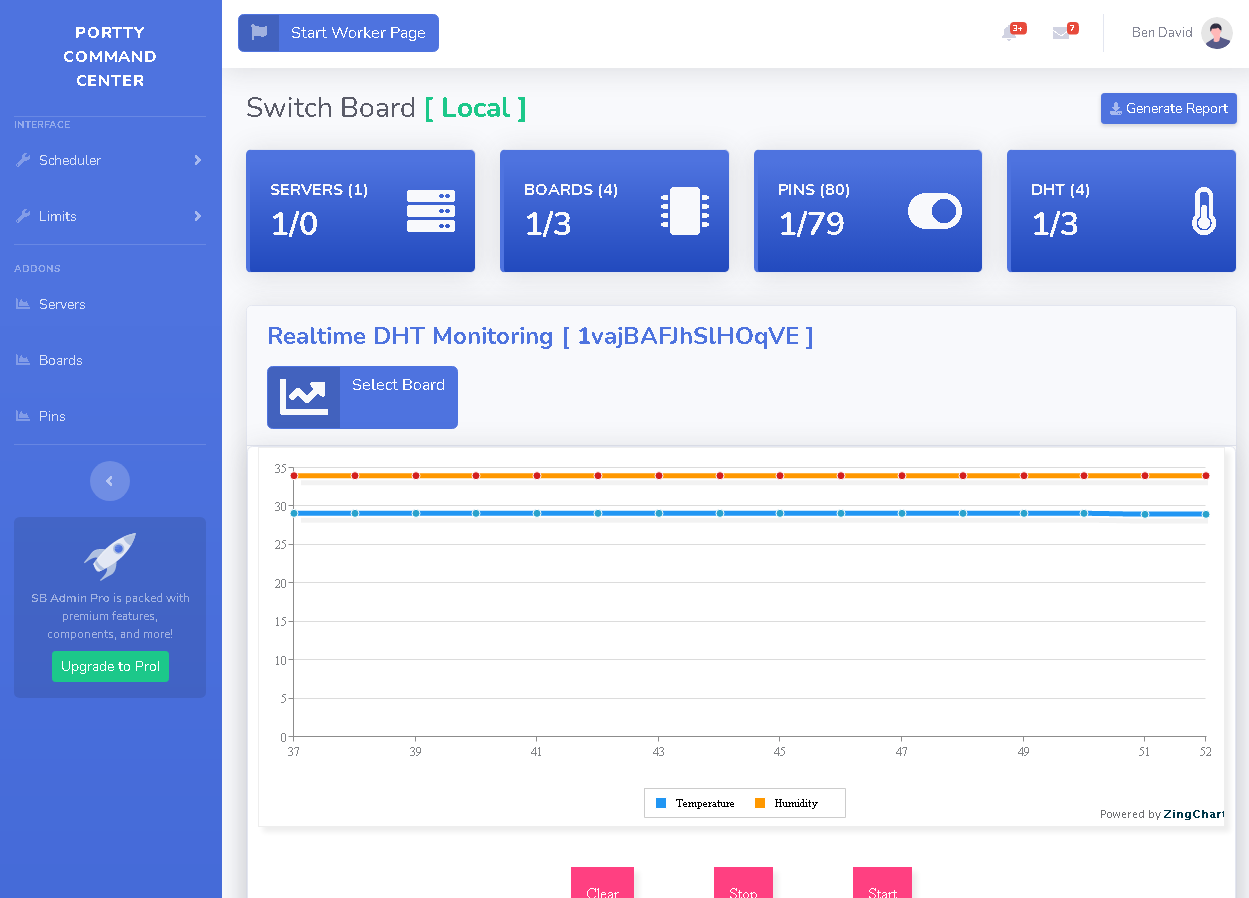 PORTTY
COMMAND
CENTER
INTERFACE
Scheduler
Limits
ADDONS
Servers
Boards
Pins
SB Admin Pro is packed with
premium features,
components, and more!
Upgrade to Pro!
Start Worker Page
3+
7
Ben David
Switch Board [ Local ]
Generate Report
SERVERS (1)
1/0
BOARDS (4)
1/3
PINS (80)
1/79
DHT (4)
1/3
Realtime DHT Monitoring [ 1vajBAFJhSlHOqVE ]
Select Board
35
30
25
20
15
10
5
0
37 39 41 43 45 47 49 51 52
Temperature Humidity
Powered by ZingChart
Clear Stop Start